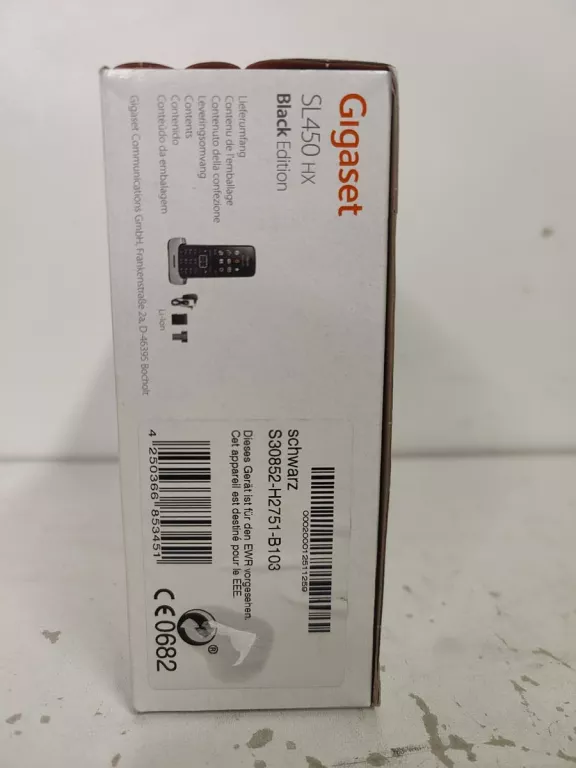 Gigaset
SL450 HX
Black Edition
Lieferumfang
Contenu de l'emballage
Contenuto della confezione
Leveringsomvang
Contents
Contenido
Conteúdo da embalagem
Gigaset Communications GmbH, Frankenstraße 2a, D-46395 Bocholt
Li-Ion
0002000012511259
schwarz
S30852-H2751-B103
Dieses Gerät ist für den EWR vorgesehen.
Cet appareil est destiné pour le EEE.
4 250366 853451
®
CE0682